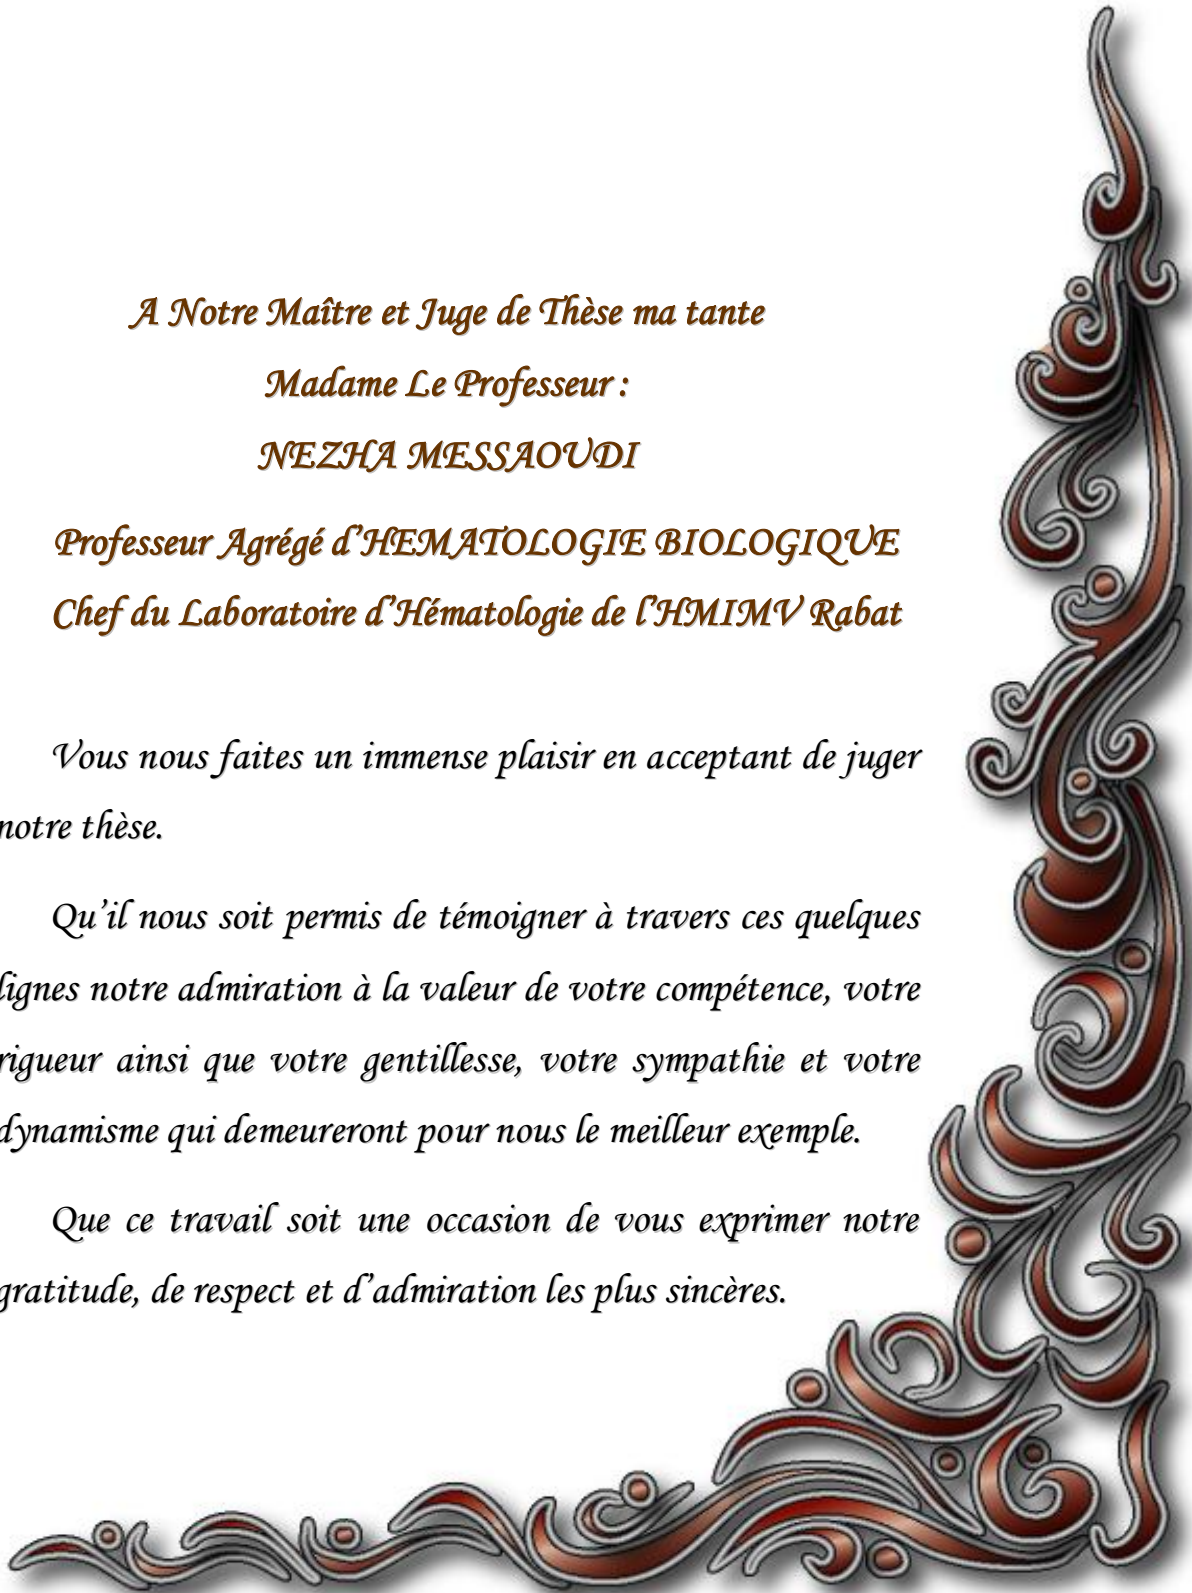 A Notre Maître et Juge de Thèse ma tante
Madame Le Professeur :
NEZHA MESSAOUDI
Professeur Agrégé d’HEMATOLOGIE BIOLOGIQUE
Chef du Laboratoire d’Hématologie de l’HMIMV Rabat
Vous nous faites un immense plaisir en acceptant de juger
notre thèse.
Qu’il nous soit permis de témoigner à travers ces quelques
lignes notre admiration à la valeur de votre compétence, votre
rigueur ainsi que votre gentillesse, votre sympathie et votre
dynamisme qui demeureront pour nous le meilleur exemple.
Que ce travail soit une occasion de vous exprimer notre
gratitude, de respect et d’admiration les plus sincères.